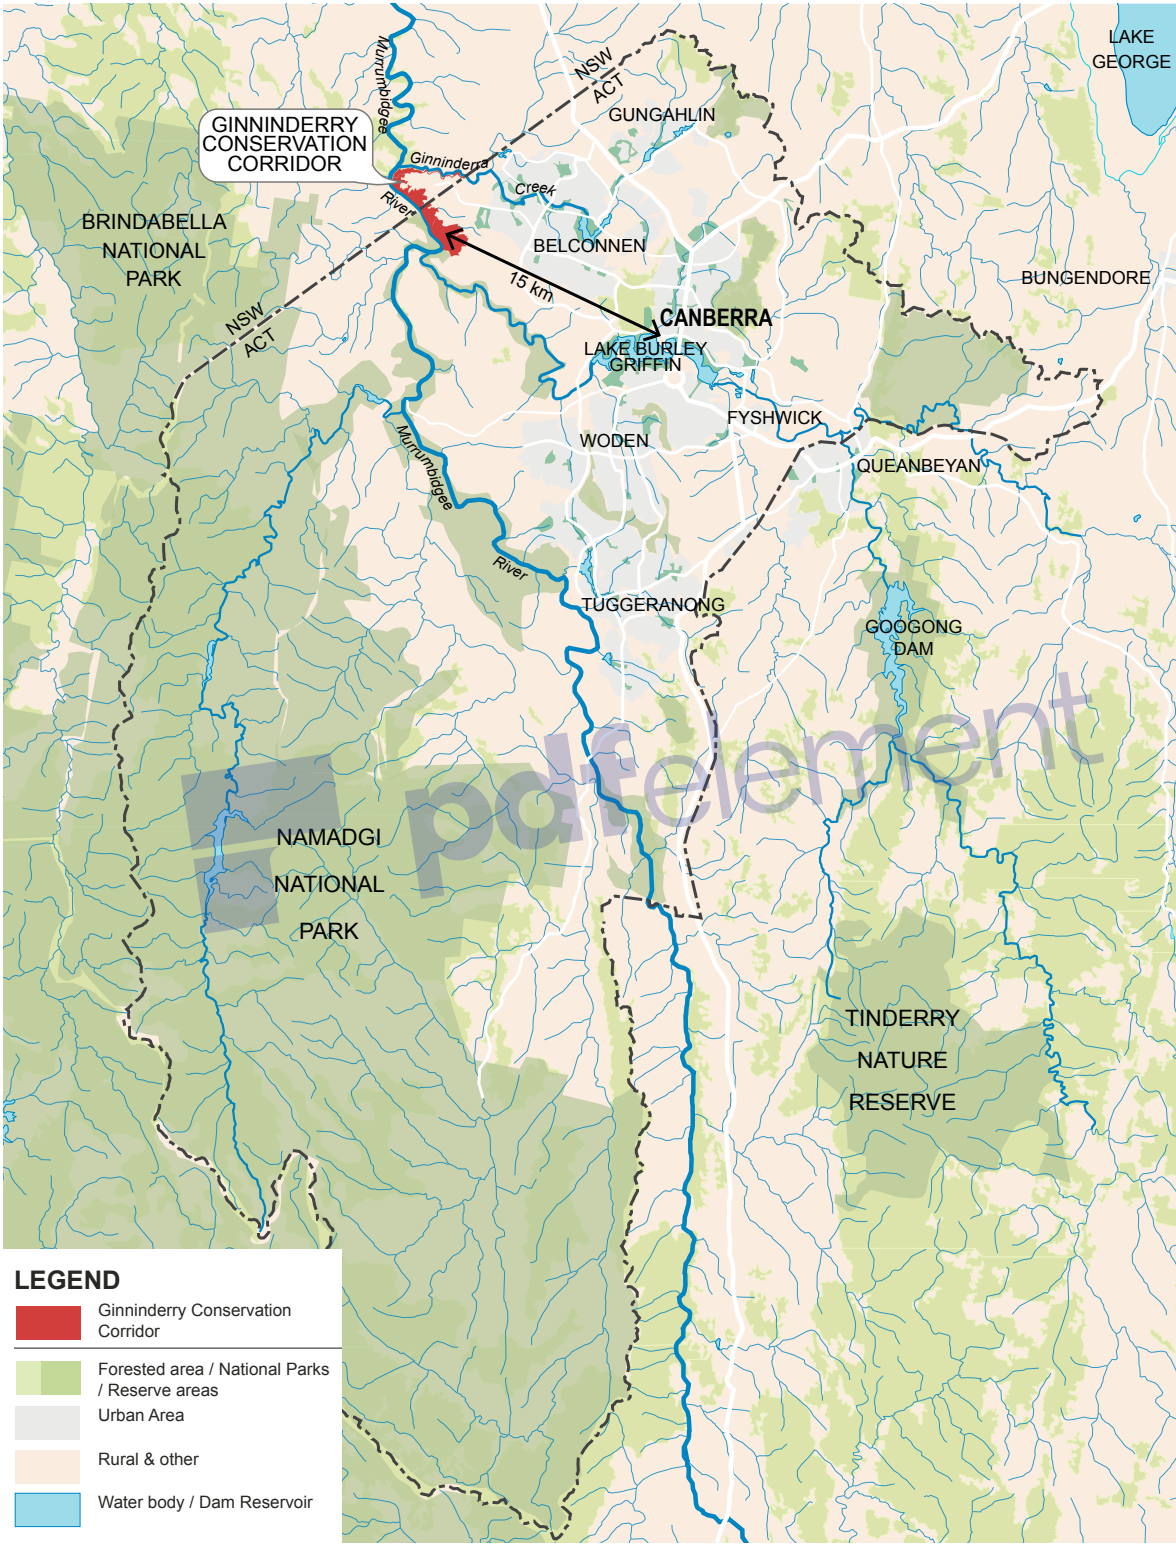 LAKE
GEORGE
Murrumbidgee
NSW
ACT
GUNGAHLIN
GINNINDERRY
CONSERVATION
CORRIDOR
Ginninderra
Creek
River
BRINDABELLA
NATIONAL
PARK
BELCONNEN
BUNGENDORE
15 km
NSW
ACT
CANBERRA
LAKE BURLEY
GRIFFIN
FYSHWICK
WODEN
Murrumbidgee
QUEANBEYAN
River
TUGGERANONG
GOOGONG
DAM
pdfelement
NAMADGI
NATIONAL
PARK
TINDERRY
NATURE
RESERVE
LEGEND
Ginninderry Conservation
Corridor
Forested area / National Parks
/ Reserve areas
Urban Area
Rural & other
Water body / Dam Reservoir